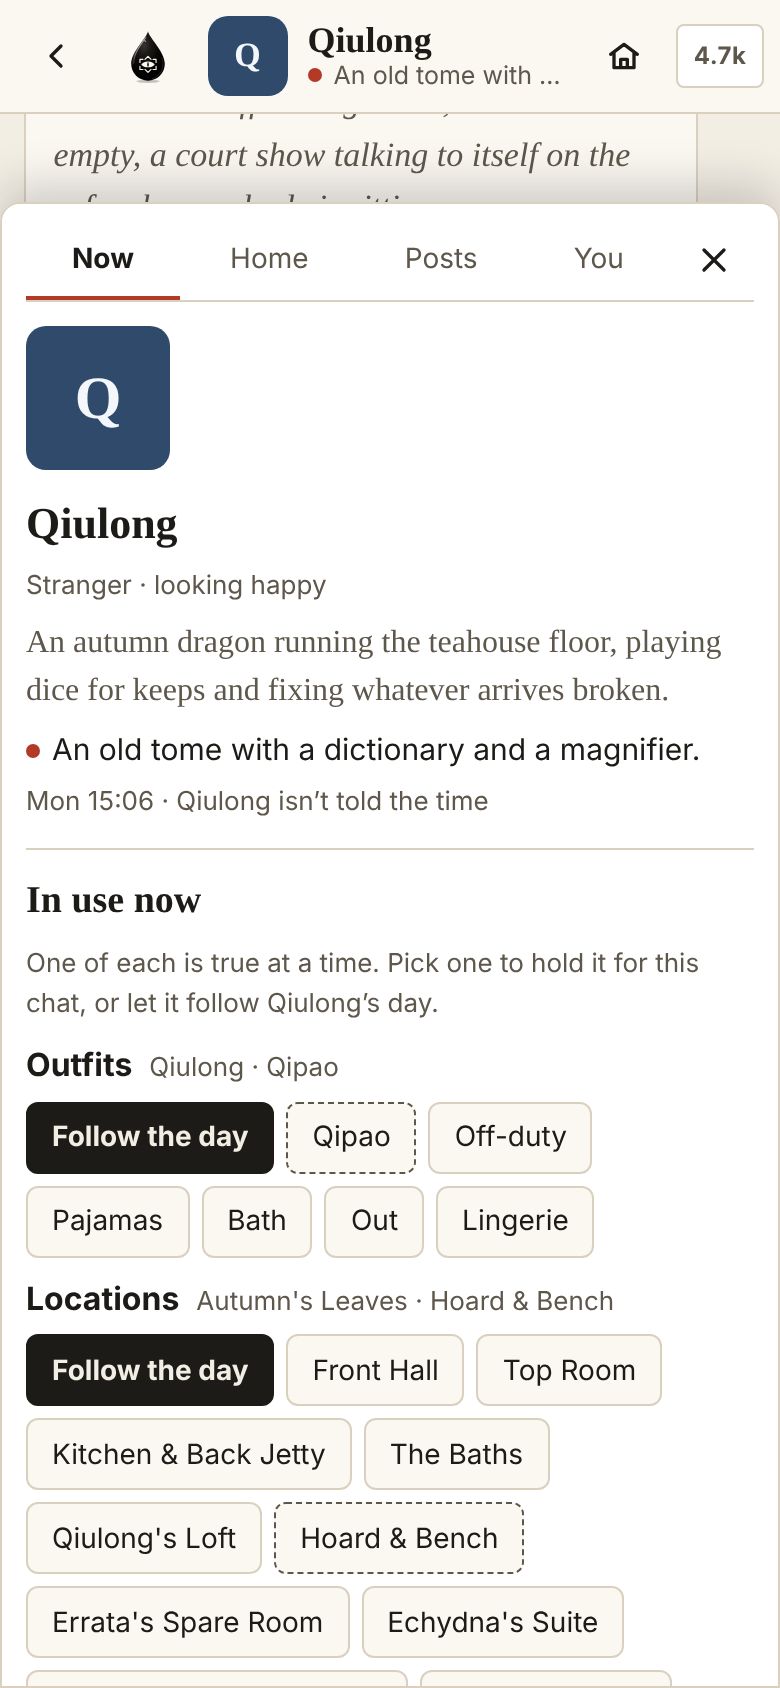 Q
Qiulong
An old tome with ...
4.7k
empty, a court show talking to itself on the
Now
Home
Posts
You
Q
Qiulong
Stranger · looking happy
An autumn dragon running the teahouse floor, playing
dice for keeps and fixing whatever arrives broken.
An old tome with a dictionary and a magnifier.
Mon 15:06 · Qiulong isn’t told the time
In use now
One of each is true at a time. Pick one to hold it for this
chat, or let it follow Qiulong’s day.
Outfits Qiulong · Qipao
Follow the day
Qipao
Off-duty
Pajamas
Bath
Out
Lingerie
Locations Autumn's Leaves · Hoard & Bench
Follow the day
Front Hall
Top Room
Kitchen & Back Jetty
The Baths
Qiulong's Loft
Hoard & Bench
Errata's Spare Room
Echydna's Suite